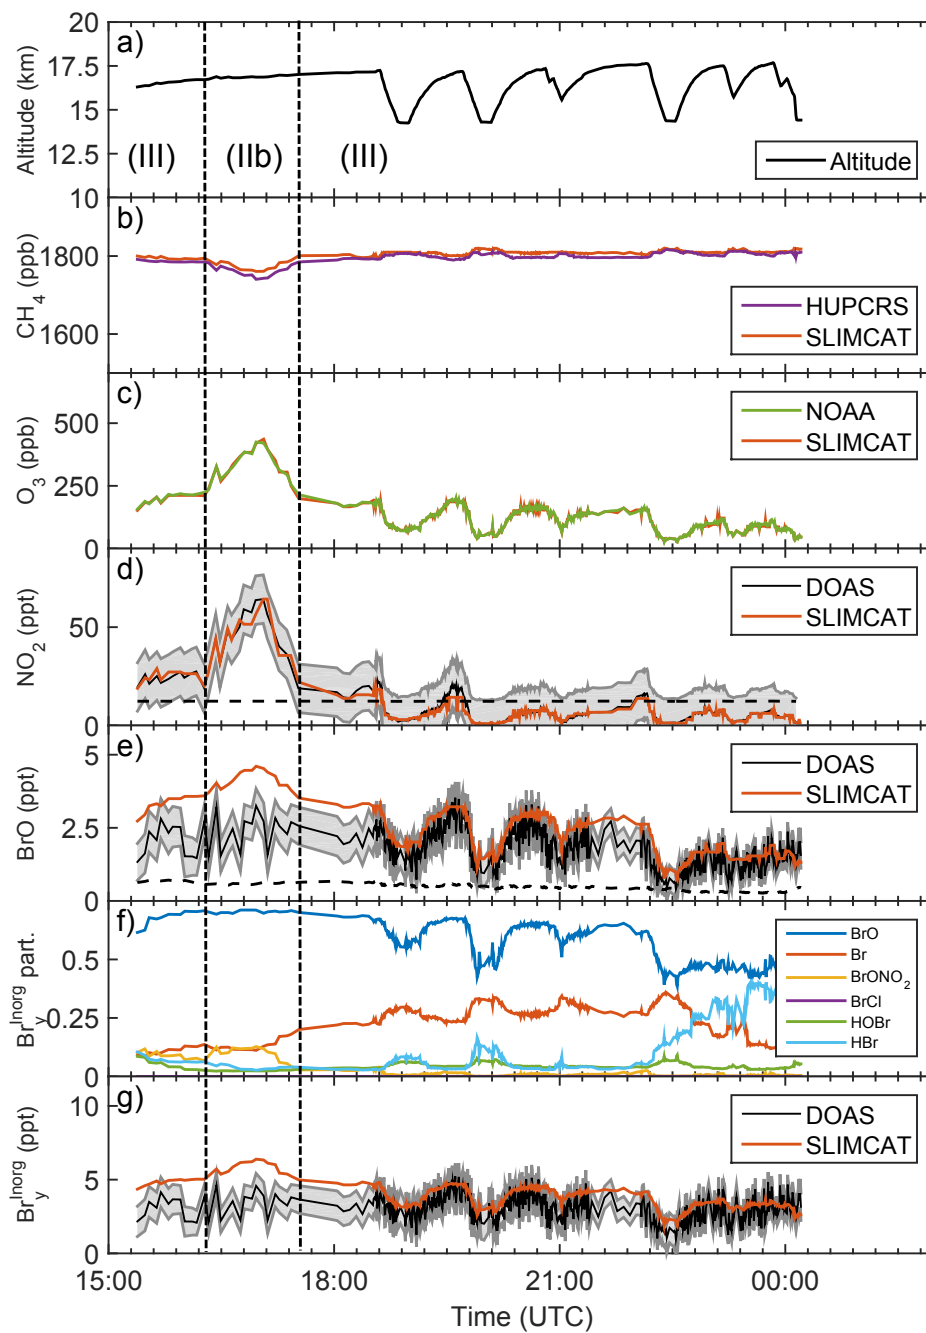 a)
20
17.5
15
12.5
10
Altitude (km)
(III)
(IIb)
(III)
Altitude
b)
1800
1600
CH4 (ppb)
HUPCRS
SLIMCAT
c)
500
250
0
O3 (ppb)
NOAA
SLIMCAT
d)
50
0
NO2 (ppt)
DOAS
SLIMCAT
e)
5
2.5
0
BrO (ppt)
DOAS
SLIMCAT
f)
0.5
0.25
0
Bry Inorg part.
BrO
Br
BrONO2
BrCl
HOBr
HBr
g)
10
5
0
Bry Inorg (ppt)
DOAS
SLIMCAT
15:00
18:00
21:00
00:00
Time (UTC)